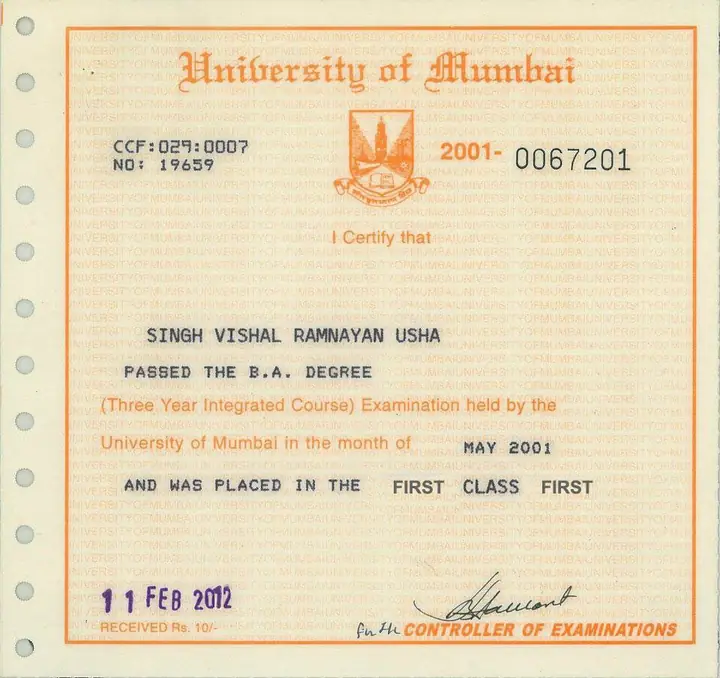 University of Mumbai
CCF:029:0007
NO: 19659
2001- 0067201
I Certify that
SINGH VISHAL RAMNAYAN USHA
PASSED THE B.A. DEGREE
(Three Year Integrated Course) Examination held by the
University of Mumbai in the month of MAY 2001
AND WAS PLACED IN THE FIRST CLASS FIRST
11 FEB 2012
RECEIVED Rs. 10/-
For the CONTROLLER OF EXAMINATIONS